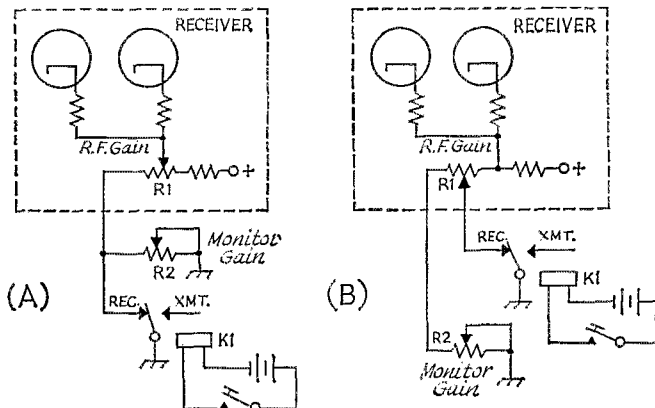 RECEIVER
R.F. Gain
R1
+
Monitor
Gain
R2
(A)
REC.
XMT.
K1
RECEIVER
R.F. Gain
R1
+
REC.
XMT.
(B)
K1
R2
Monitor
Gain